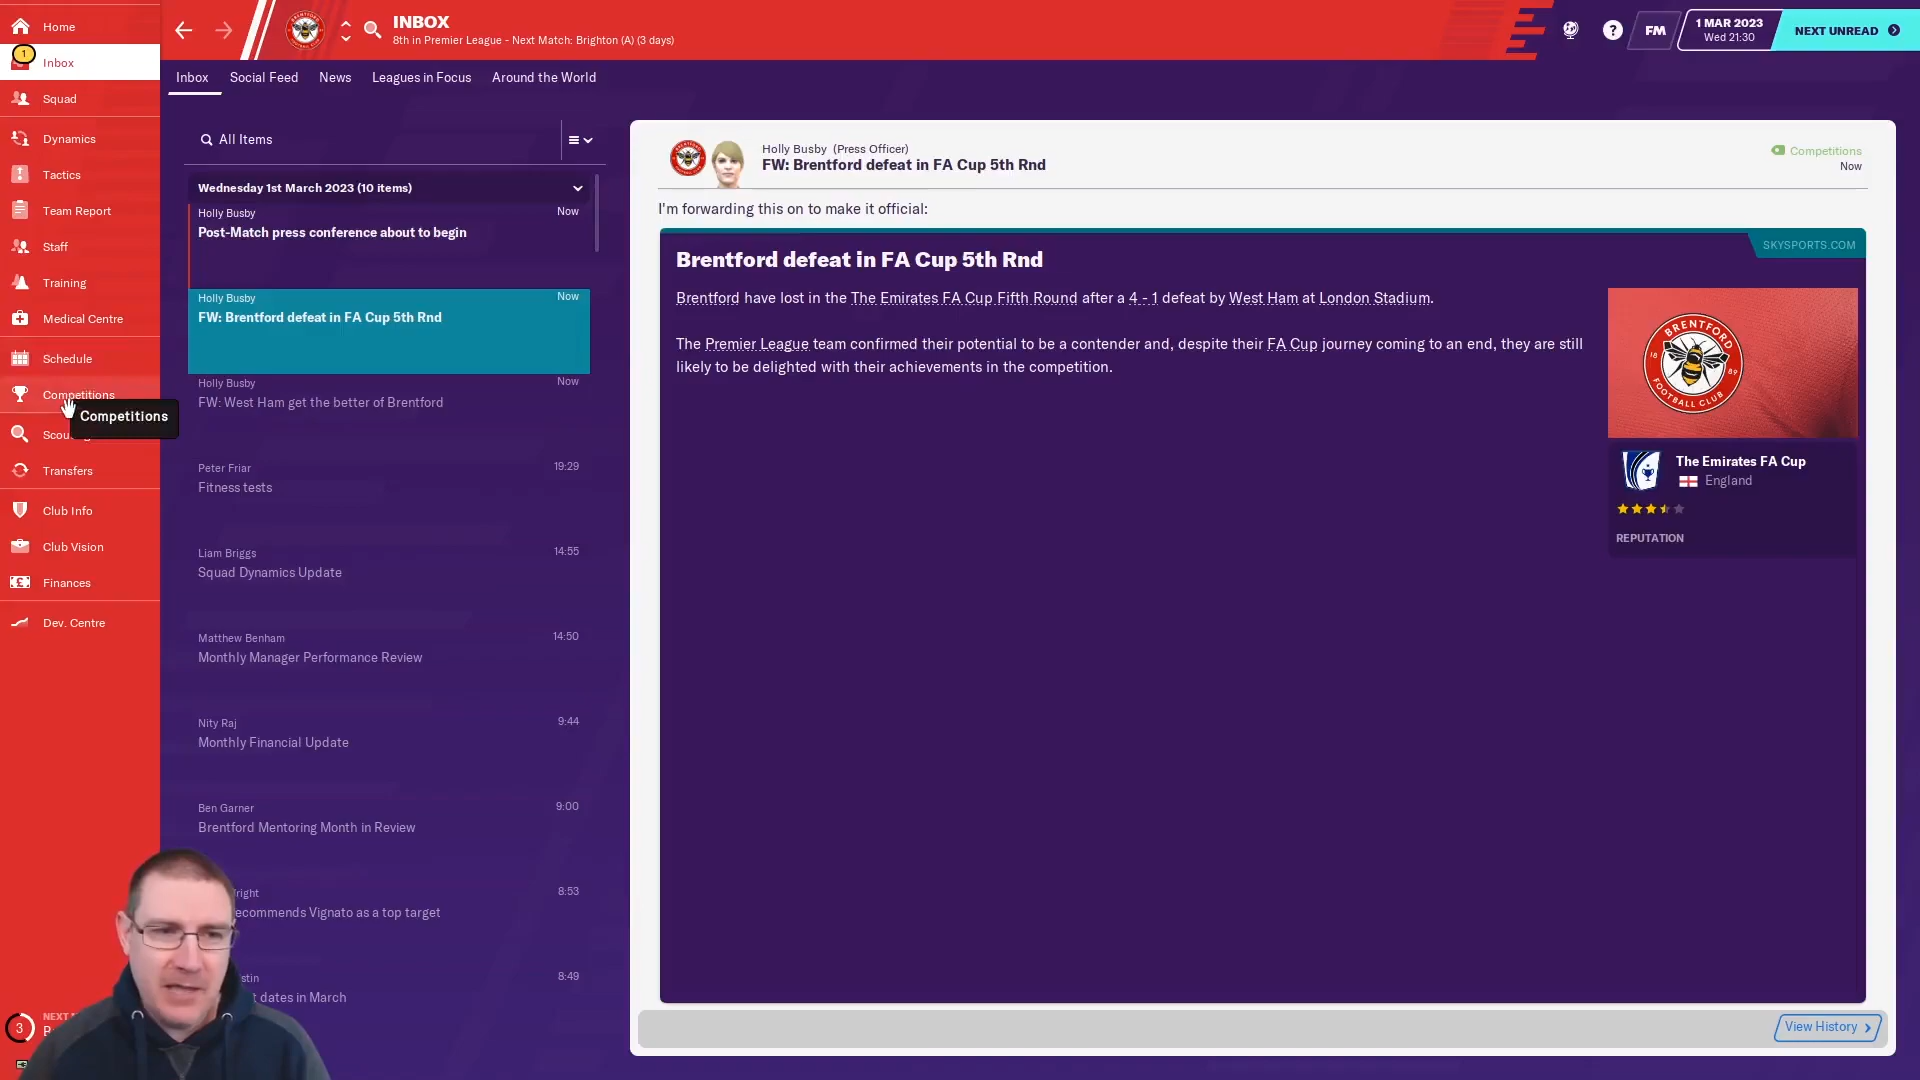 Home
1
Inbox
Squad
Dynamics
Tactics
Team Report
Staff
Training
Medical Centre
Schedule
Competitions
Competitions
Transfers
Club Info
Club Vision
Finances
Dev. Centre
3
INBOX
8th in Premier League - Next Match: Brighton (A) (3 days)
?
FM
1 MAR 2023
Wed 21:30
NEXT UNREAD
Inbox
Social Feed
News
Leagues in Focus
Around the World
All Items
Wednesday 1st March 2023 (10 items)
Holly Busby Now
Post-Match press conference about to begin
Holly Busby Now
FW: Brentford defeat in FA Cup 5th Rnd
Holly Busby Now
FW: West Ham get the better of Brentford
Peter Friar 19:29
Fitness tests
Liam Briggs 14:55
Squad Dynamics Update
Matthew Benham 14:50
Monthly Manager Performance Review
Nity Raj 9:44
Monthly Financial Update
Ben Garner 9:00
Brentford Mentoring Month in Review
8:53
Vignato as a top target
8:49
dates in March
Holly Busby (Press Officer)
FW: Brentford defeat in FA Cup 5th Rnd
Competitions
Now
I'm forwarding this on to make it official:
SKYSPORTS.COM
Brentford defeat in FA Cup 5th Rnd
Brentford have lost in the The Emirates FA Cup Fifth Round after a 4 - 1 defeat by West Ham at London Stadium.
The Premier League team confirmed their potential to be a contender and, despite their FA Cup journey coming to an end, they are still
likely to be delighted with their achievements in the competition.
BRENTFORD
18 89
FOOTBALL CLUB
The Emirates FA Cup
England
REPUTATION
View History